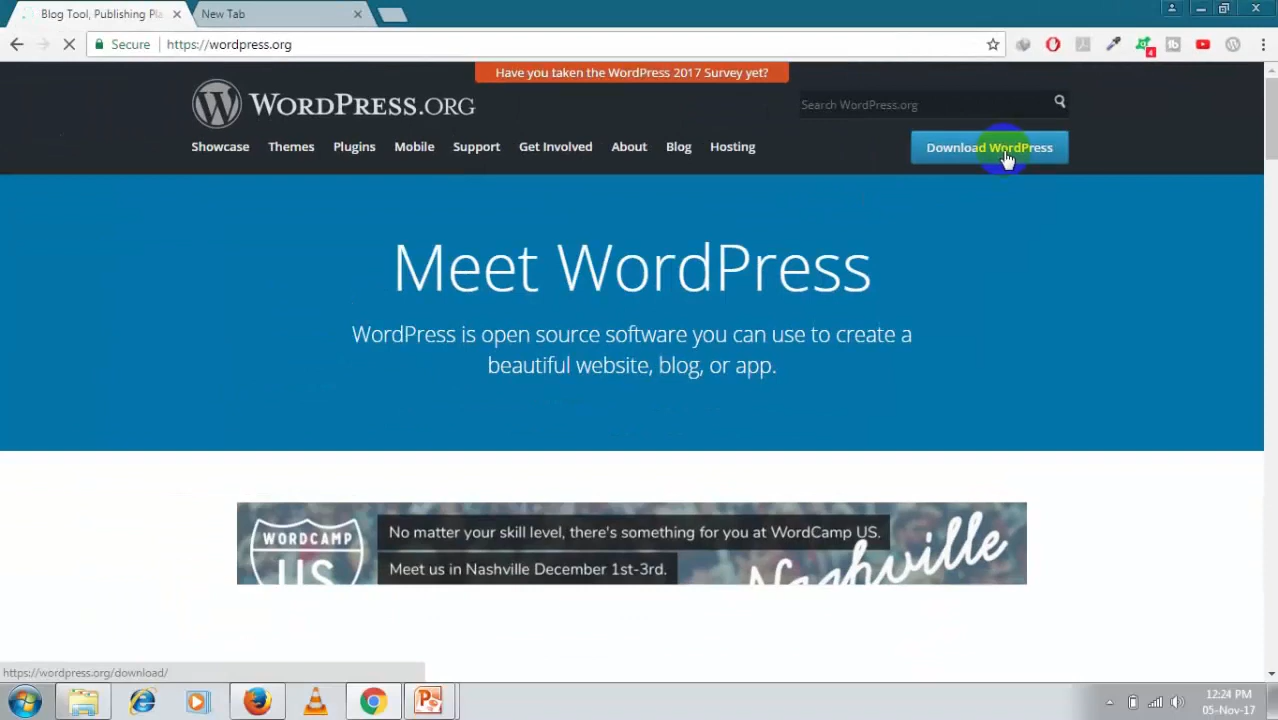 Blog Tool, Publishing Pla
New Tab
Secure
https://wordpress.org
4
Have you taken the WordPress 2017 Survey yet?
WORDPRESS.ORG
Search WordPress.org
Showcase Themes Plugins Mobile Support Get Involved About Blog Hosting
Download WordPress
Meet WordPress
WordPress is open source software you can use to create a
beautiful website, blog, or app.
WORDCAMP
US
No matter your skill level, there's something for you at WordCamp US.
Meet us in Nashville December 1st-3rd.
Nashville
https://wordpress.org/download/
12:24 PM
05-Nov-17